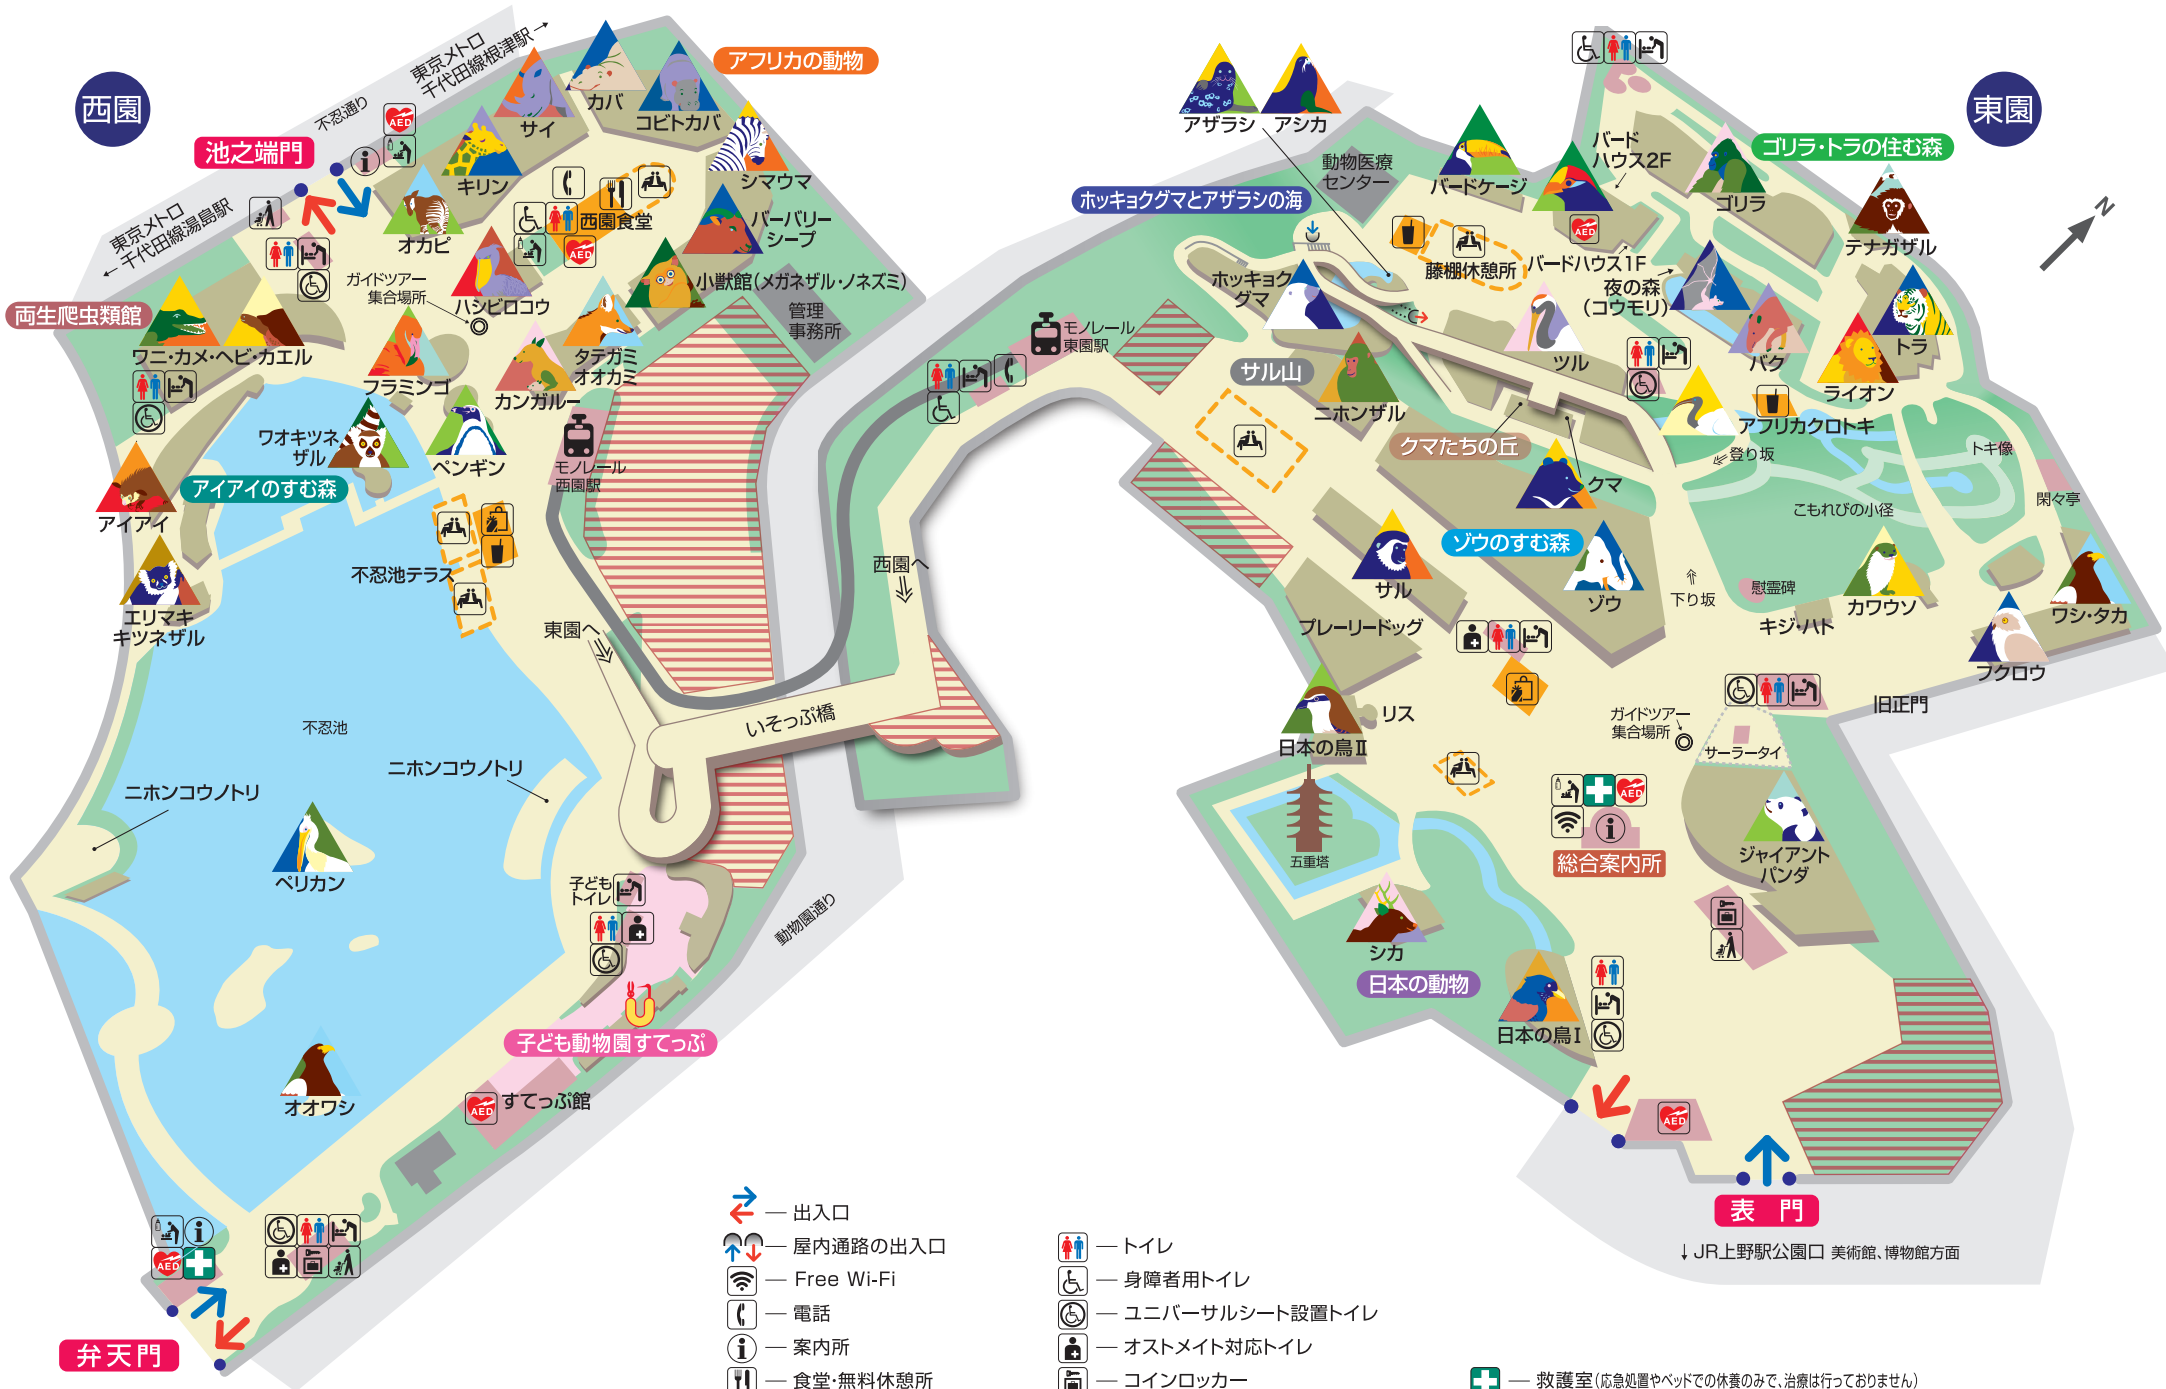 西園
東京メトロ
千代田線根津駅→
不忍通り
池之端門
東京メトロ
←千代田線湯島駅
アフリカの動物
サイ
カバ
コビトカバ
キリン
シマウマ
オカピ
西園食堂
バーバリー
シープ
ガイドツアー
集合場所
ハシビロコウ
小獣館(メガネザル・ノネズミ)
管理
事務所
両生爬虫類館
ワニ・カメ・ヘビ・カエル
フラミンゴ
カンガルー
タテガミ
オオカミ
ワオキツネ
ザル
ペンギン
モノレール
西園駅
アイアイのすむ森
アイアイ
エリマキ
キツネザル
不忍池テラス
東園へ
いそっぷ橋
西園へ
不忍池
ニホンコウノトリ
ニホンコウノトリ
ペリカン
オオワシ
子ども
トイレ
動物園通り
子ども動物園すてっぷ
すてっぷ館
AED
AED
AED
AED
弁天門
東園
N
アザラシ
アシカ
動物医療
センター
バードケージ
バード
ハウス2F
ゴリラ・トラの住む森
ゴリラ
テナガザル
ホッキョクグマとアザラシの海
ホッキョク
グマ
藤棚休憩所
バードハウス1F
夜の森
(コウモリ)
AED
モノレール
東園駅
サル山
ニホンザル
ツル
バク
トラ
ライオン
クマたちの丘
クマ
アフリカクロトキ
登り坂
トキ像
閑々亭
こもれびの小径
サル
ゾウのすむ森
ゾウ
下り坂
慰霊碑
カワウソ
キジ・ハト
ワシ・タカ
フクロウ
プレーリードッグ
リス
日本の鳥Ⅱ
旧正門
ガイドツアー
集合場所
サーラータイ
五重塔
AED
総合案内所
ジャイアント
パンダ
シカ
日本の動物
日本の鳥Ⅰ
AED
表 門
↓JR上野駅公園口 美術館、博物館方面
― 出入口
― 屋内通路の出入口
― Free Wi-Fi
― 電話
― 案内所
― 食堂・無料休憩所
― トイレ
― 身障者用トイレ
― ユニバーサルシート設置トイレ
― オストメイト対応トイレ
― コインロッカー
― 救護室(応急処置やベッドでの休養のみで、治療は行っておりません)